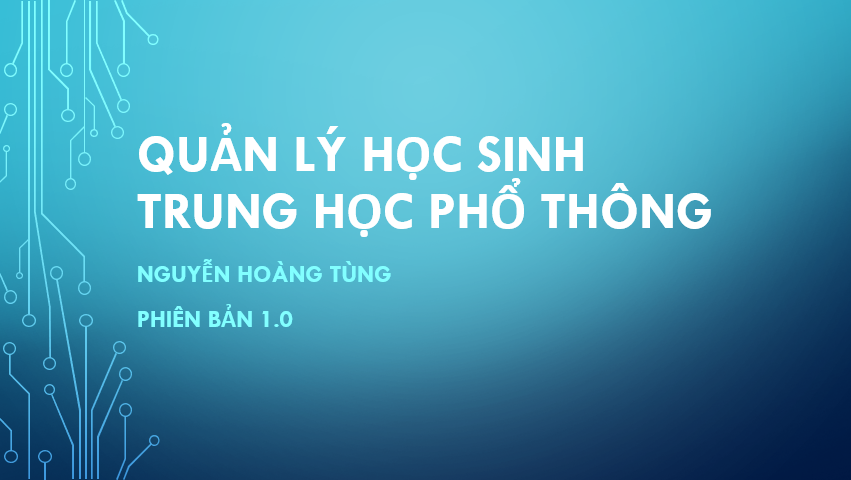 QUẢN LÝ HỌC SINH
TRUNG HỌC PHỔ THÔNG
NGUYỄN HOÀNG TÙNG
PHIÊN BẢN 1.0